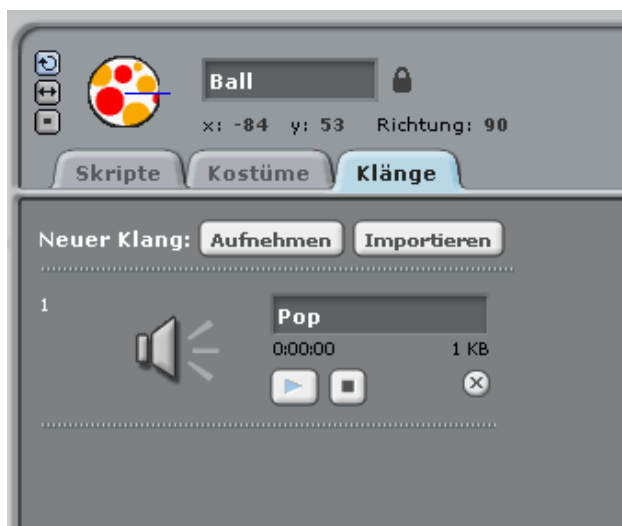 Ball
x: -84 y: 53 Richtung: 90
Skripte Kostüme Klänge
Neuer Klang: Aufnehmen Importieren
1
Pop
0:00:00 1 KB